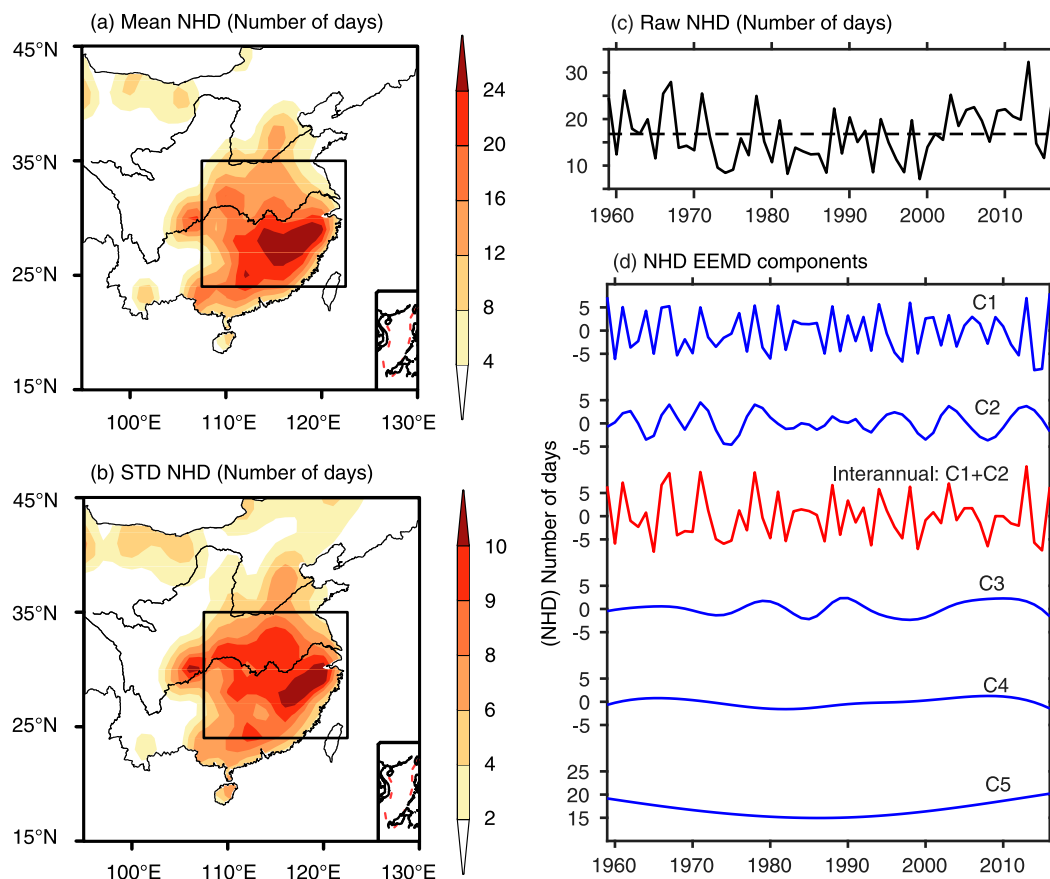 (a) Mean NHD (Number of days)
45°N
35°N
25°N
15°N
100°E 110°E 120°E 130°E
24
20
16
12
8
4
(b) STD NHD (Number of days)
45°N
35°N
25°N
15°N
100°E 110°E 120°E 130°E
10
9
8
6
4
2
(c) Raw NHD (Number of days)
30
20
10
1960 1970 1980 1990 2000 2010
(d) NHD EEMD components
(NHD) Number of days
5
0
-5
C1
5
0
-5
C2
Interannual: C1+C2
5
0
-5
5
0
-5
C3
5
0
-5
C4
25
20
15
C5
1960 1970 1980 1990 2000 2010